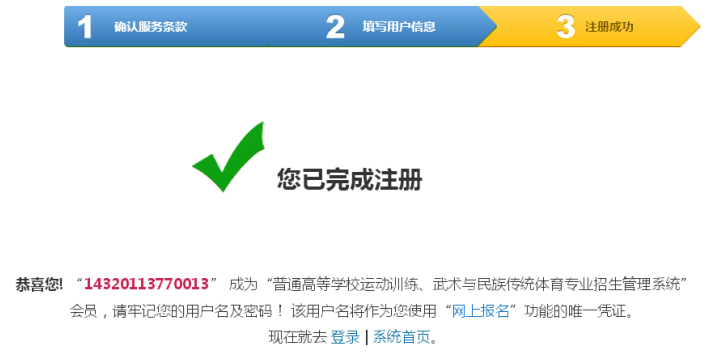 1 确认服务条款 2 填写用户信息 3 注册成功
您已完成注册
恭喜您! “14320113770013” 成为“普通高等学校运动训练、武术与民族传统体育专业招生管理系统”
会员，请牢记您的用户名及密码！该用户名将作为您使用“网上报名”功能的唯一凭证。
现在就去 登录 | 系统首页。